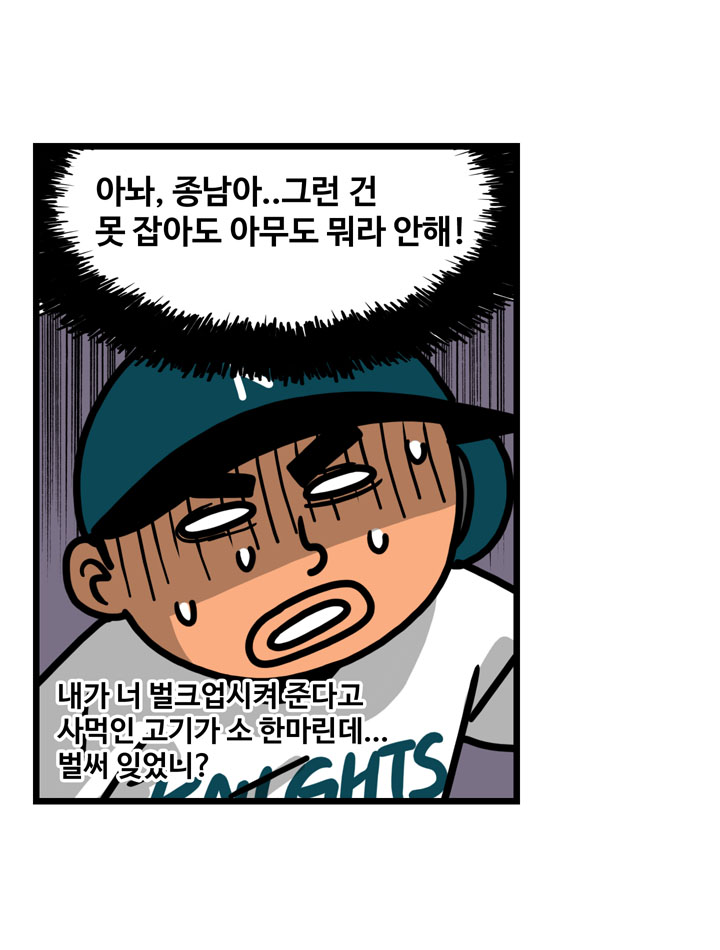 아놔, 종남아..그런 건
못 잡아도 아무도 뭐라 안해!
N
내가 너 벌크업시켜 준다고
사먹인 고기가 소 한마린데...
벌써 잊었니?
KNIGHTS